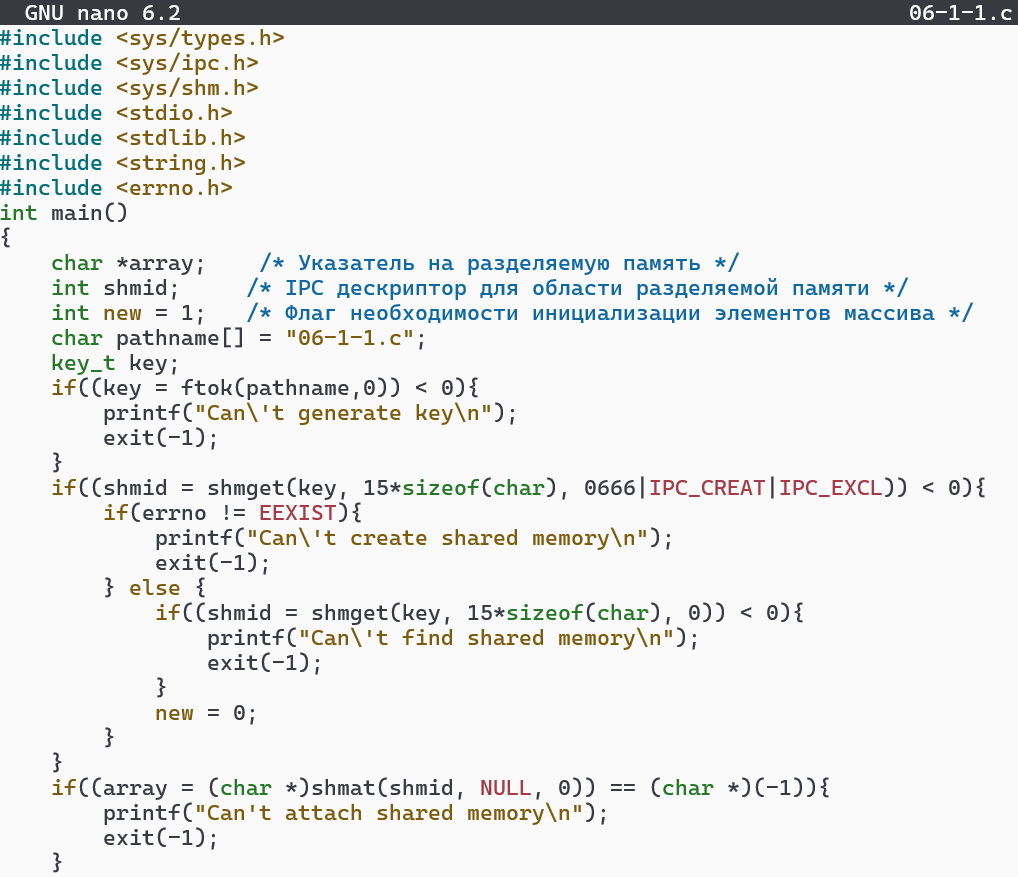 GNU nano 6.2 06-1-1.c
#include <sys/types.h>
#include <sys/ipc.h>
#include <sys/shm.h>
#include <stdio.h>
#include <stdlib.h>
#include <string.h>
#include <errno.h>
int main()
{
    char *array;    /* Указатель на разделяемую память */
    int shmid;     /* IPC дескриптор для области разделяемой памяти */
    int new = 1;   /* Флаг необходимости инициализации элементов массива */
    char pathname[] = "06-1-1.c";
    key_t key;
    if((key = ftok(pathname,0)) < 0){
        printf("Can\'t generate key\n");
        exit(-1);
    }
    if((shmid = shmget(key, 15*sizeof(char), 0666|IPC_CREAT|IPC_EXCL)) < 0){
        if(errno != EEXIST){
            printf("Can\'t create shared memory\n");
            exit(-1);
        } else {
            if((shmid = shmget(key, 15*sizeof(char), 0)) < 0){
                printf("Can\'t find shared memory\n");
                exit(-1);
            }
            new = 0;
        }
    }
    if((array = (char *)shmat(shmid, NULL, 0)) == (char *)(-1)){
        printf("Can't attach shared memory\n");
        exit(-1);
    }